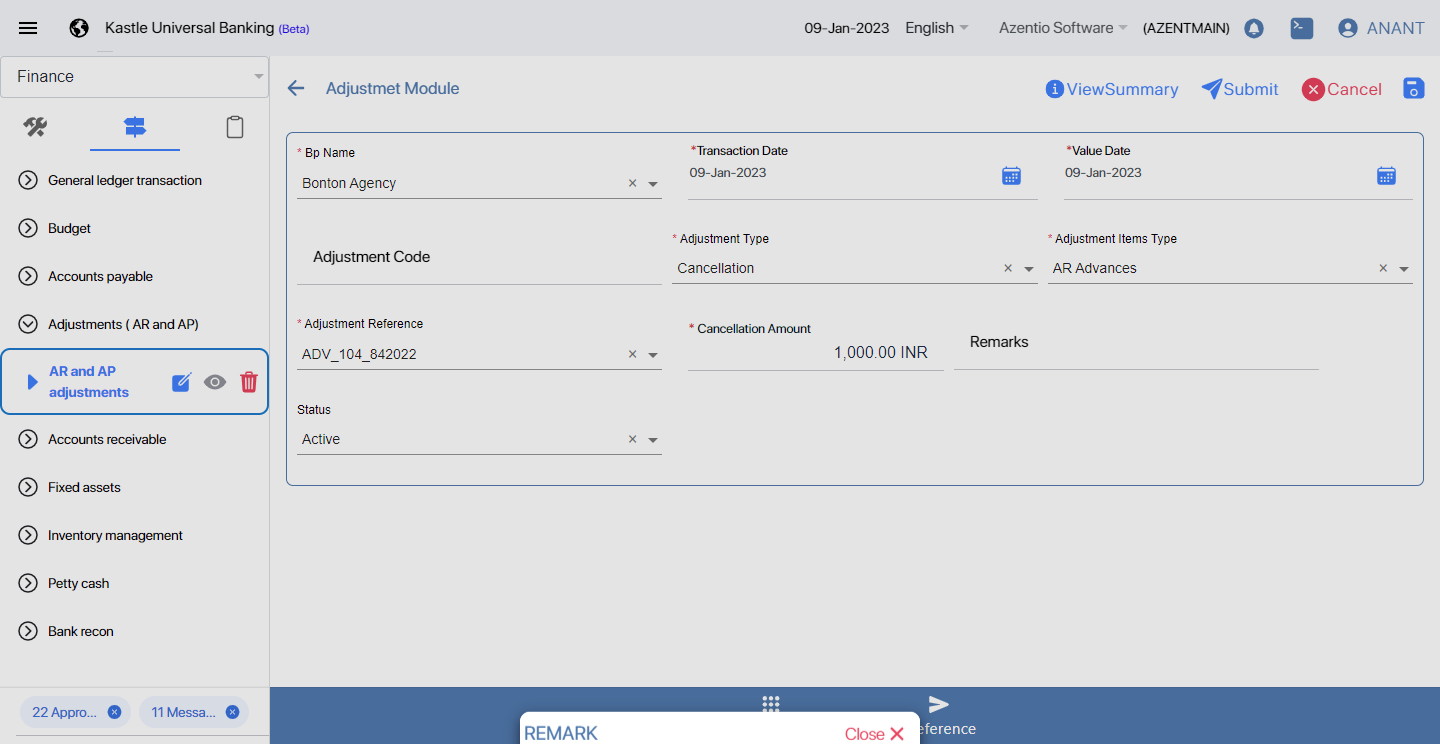 Kastle Universal Banking (Beta)
09-Jan-2023 English Azentio Software (AZENTMAIN) ANANT
Finance
General ledger transaction
Budget
Accounts payable
Adjustments ( AR and AP)
AR and AP
adjustments
Accounts receivable
Fixed assets
Inventory management
Petty cash
Bank recon
22 Appro...
11 Messa...
Adjustmet Module
ViewSummary
Submit
Cancel
* Bp Name
Bonton Agency
*Transaction Date
09-Jan-2023
*Value Date
09-Jan-2023
Adjustment Code
* Adjustment Type
Cancellation
* Adjustment Items Type
AR Advances
* Adjustment Reference
ADV_104_842022
* Cancellation Amount
1,000.00 INR
Remarks
Status
Active
REMARK
Close
eference